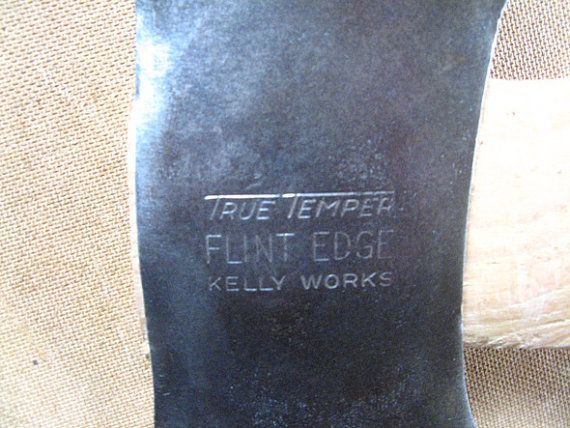 TRUE TEMPER
FLINT EDGE
KELLY WORKS